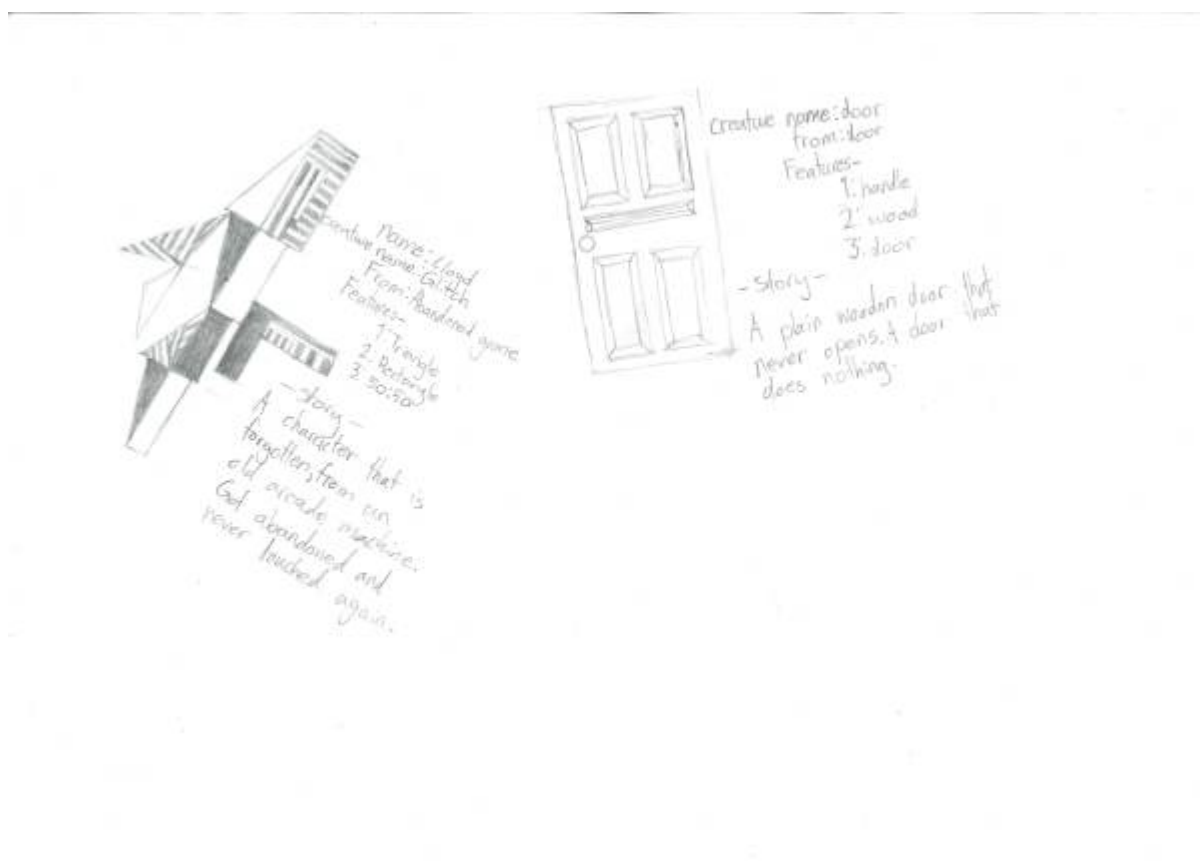 Name: Lloyd
Creature name: Glitch
From: Abandoned game
Features-
1. Triangle
2. Rectangle
3. 50:50
- Story -
A character that is
forgotten, from an
old arcade machine.
Got abandoned and
never touched again.
Creature name: door
from: door
Features-
1. handle
2. wood
3. door
- Story -
A plain wooden door that
never opens. A door that
does nothing.